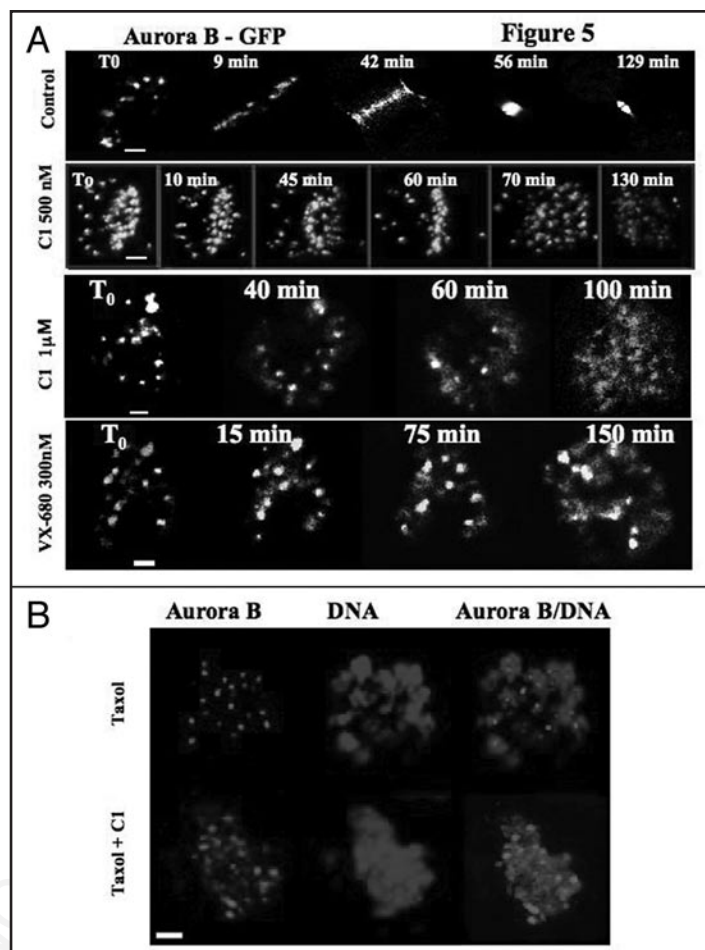 A
Aurora B - GFP Figure 5
Control
T0 9 min 42 min 56 min 129 min
C1 500 nM
To 10 min 45 min 60 min 70 min 130 min
C1 1μM
T0 40 min 60 min 100 min
VX-680 300nM
T0 15 min 75 min 150 min
B
Aurora B DNA Aurora B/DNA
Taxol
Taxol + C1